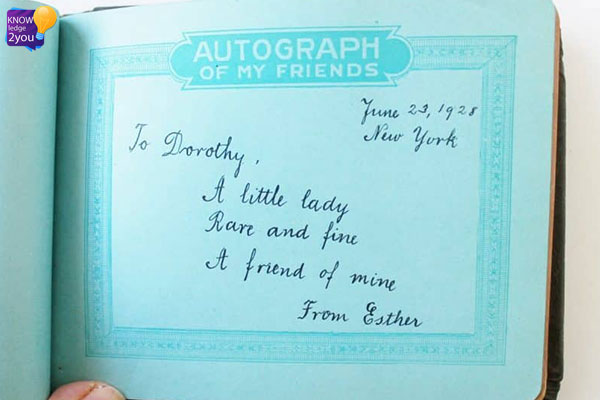 KNOW
ledge
2you
AUTOGRAPH
OF MY FRIENDS
June 23, 1928
New York
To Dorothy,
A little lady
Rare and fine
A friend of mine
From Esther